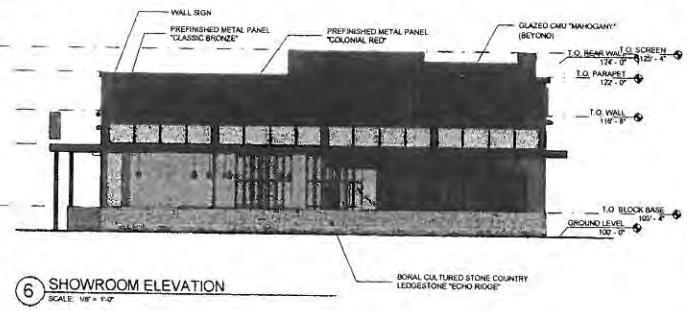 WALL SIGN
PREFINISHED METAL PANEL
"CLASSIC BRONZE"
PREFINISHED METAL PANEL
"COLONIAL RED"
GLAZED CMU "MAHOGANY"
(BEYOND)
T.O. SCREEN
125' - 4"
T.O. REAR WALL
124' - 0"
T.O. PARAPET
122' - 0"
T.O. WALL
116' - 8"
T.O. BLOCK BASE
105' - 4"
GROUND LEVEL
100' - 0"
BORAL CULTURED STONE COUNTRY
LEDGESTONE "ECHO RIDGE"
6 SHOWROOM ELEVATION
SCALE: 1/8" = 1'-0"